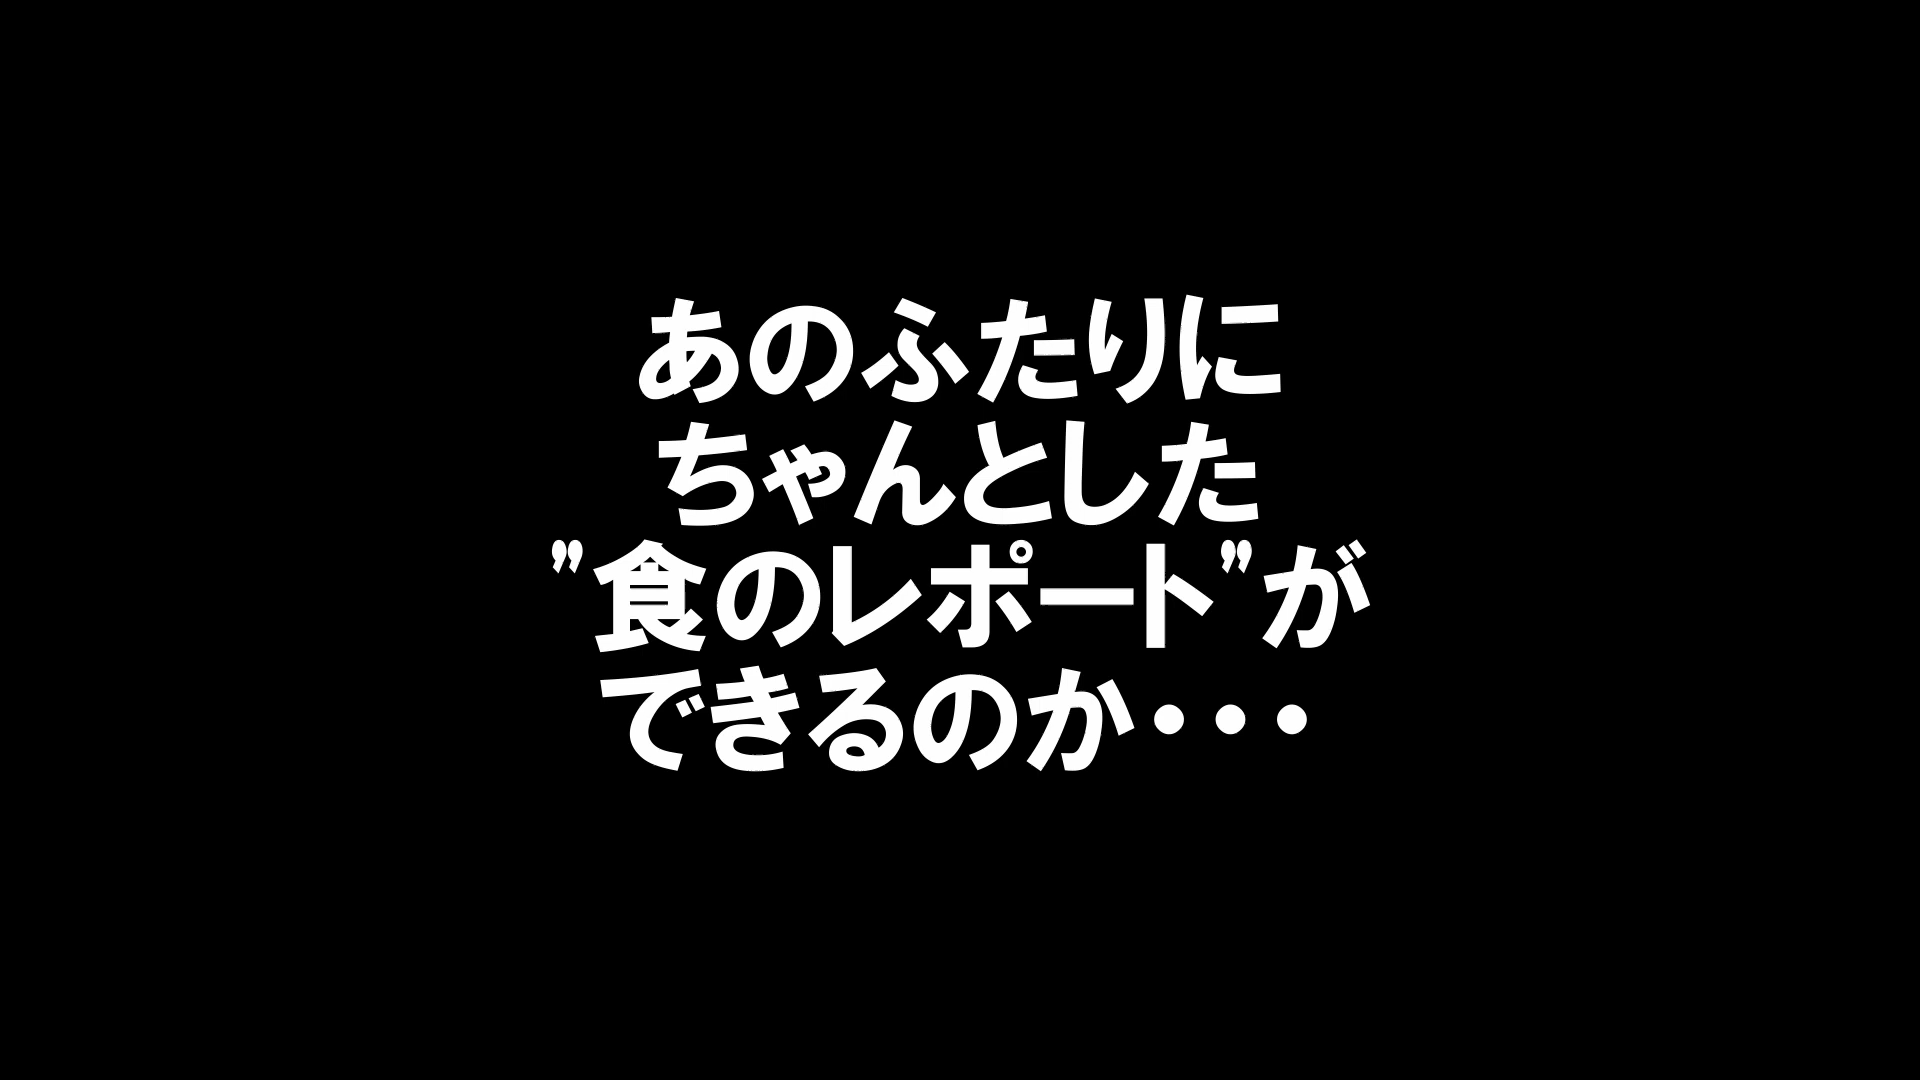 あのふたりに
ちゃんとした
”食のレポート”が
できるのか・・・